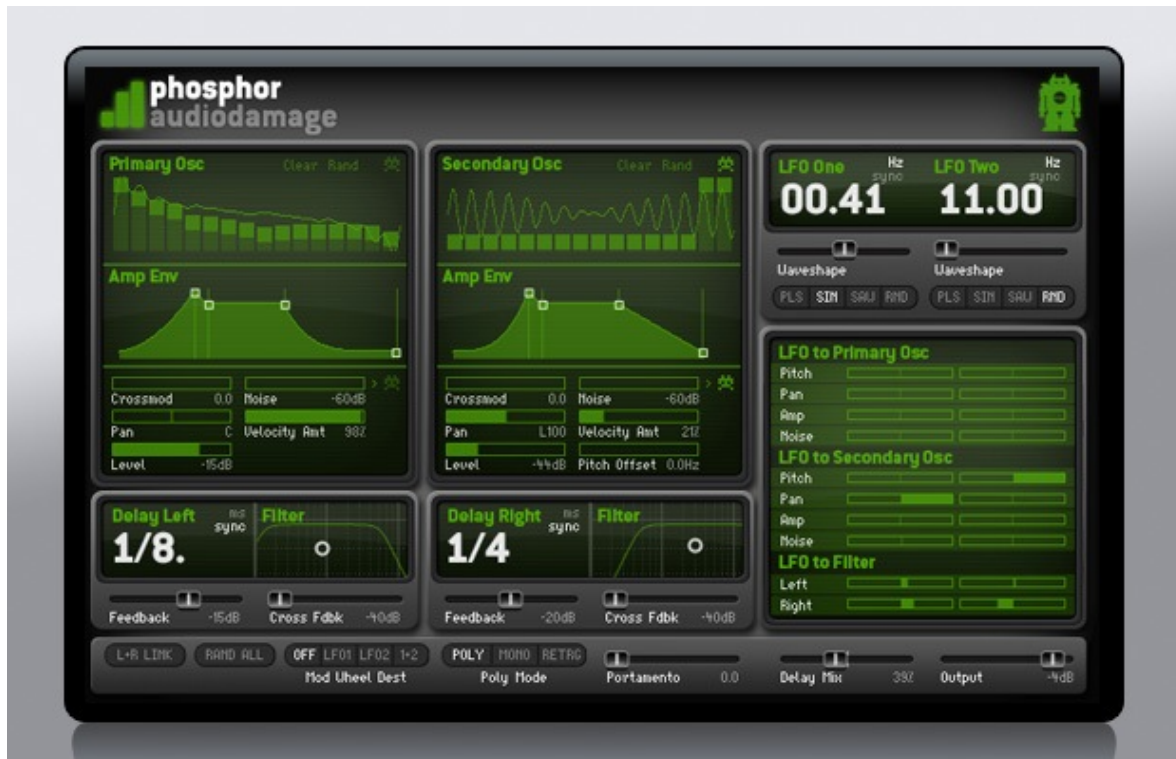 phosphor
audiodamage
Primary Osc Clear Rand
Amp Env
Crossmod 0.0 Noise -60dB
Pan C Velocity Amt 98%
Level -15dB
Secondary Osc Clear Rand
Amp Env
Crossmod 0.0 Noise -60dB
Pan L100 Velocity Amt 21%
Level -44dB Pitch Offset 0.0Hz
LFO One Hz sync
00.41
Waveshape
PLS SIN SAW RND
LFO Two Hz sync
11.00
Waveshape
PLS SIN SAW RND
LFO to Primary Osc
Pitch
Pan
Amp
Noise
LFO to Secondary Osc
Pitch
Pan
Amp
Noise
LFO to Filter
Left
Right
Delay Left ms sync Filter
1/8.
Feedback -15dB Cross Fdbk -40dB
Delay Right ms sync Filter
1/4
Feedback -20dB Cross Fdbk -40dB
L+R LINK RAND ALL OFF LFO1 LFO2 1+2 POLY MONO RETRG
Mod Wheel Dest Poly Mode Portamento 0.0 Delay Mix 39% Output -4dB